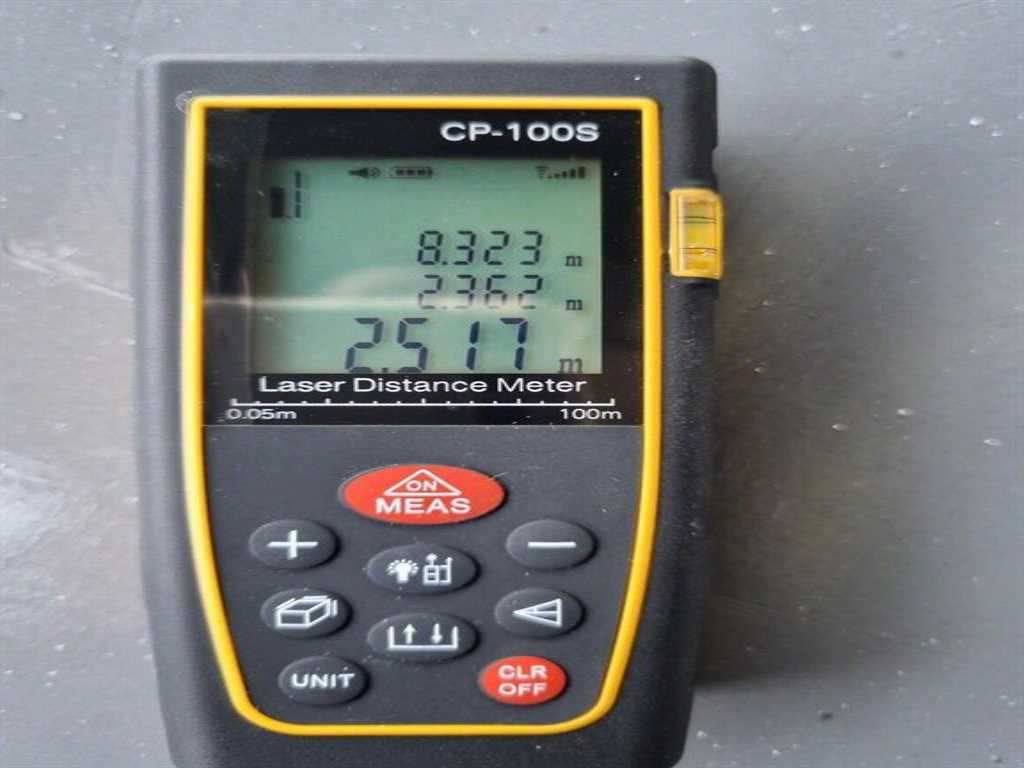 CP-100S
8.323 m
2.362 m
2.517 m
Laser Distance Meter
0.05m 100m
ON
MEAS
UNIT
CLR
OFF